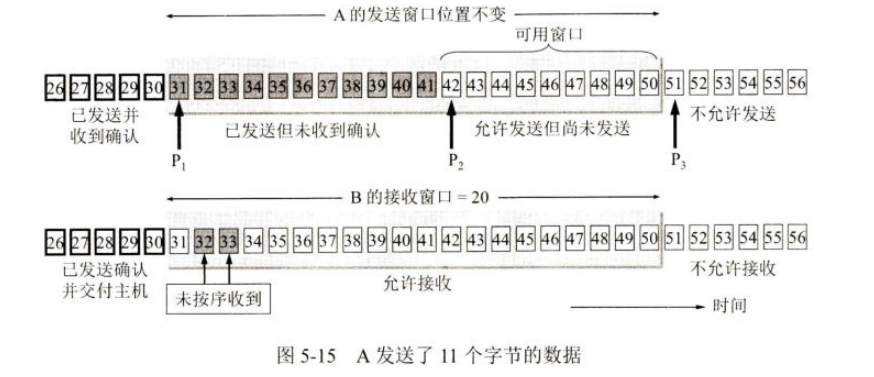 A 的发送窗口位置不变
可用窗口
26 27 28 29 30 31 32 33 34 35 36 37 38 39 40 41 42 43 44 45 46 47 48 49 50 51 52 53 54 55 56
已发送并
收到确认
已发送但未收到确认
允许发送但尚未发送
不允许发送
P1
P2
P3
B 的接收窗口 = 20
26 27 28 29 30 31 32 33 34 35 36 37 38 39 40 41 42 43 44 45 46 47 48 49 50 51 52 53 54 55 56
已发送确认
并交付主机
未按序收到
允许接收
不允许接收
时间
图 5-15 A 发送了 11 个字节的数据